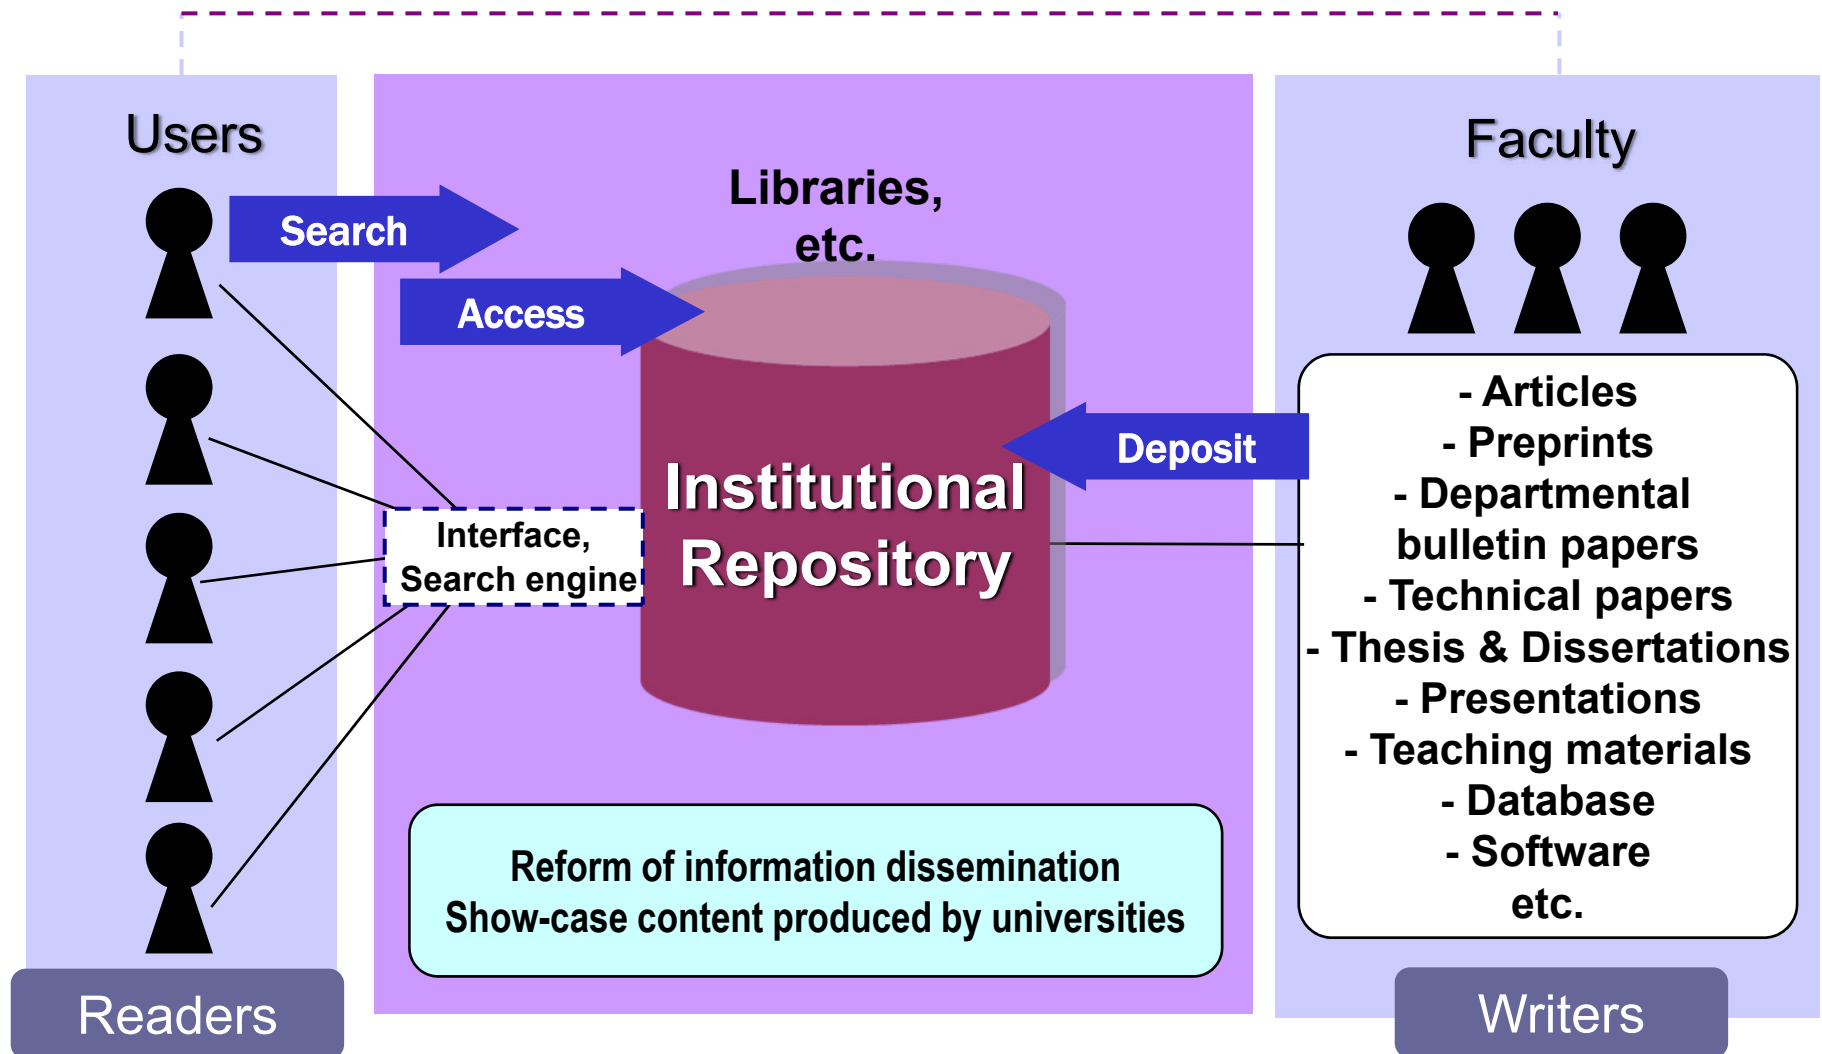 Users
Search
Access
Interface,
Search engine
Readers
Libraries,
etc.
Institutional
Repository
Reform of information dissemination
Show-case content produced by universities
Deposit
Faculty
- Articles
- Preprints
- Departmental
bulletin papers
- Technical papers
- Thesis & Dissertations
- Presentations
- Teaching materials
- Database
- Software
etc.
Writers